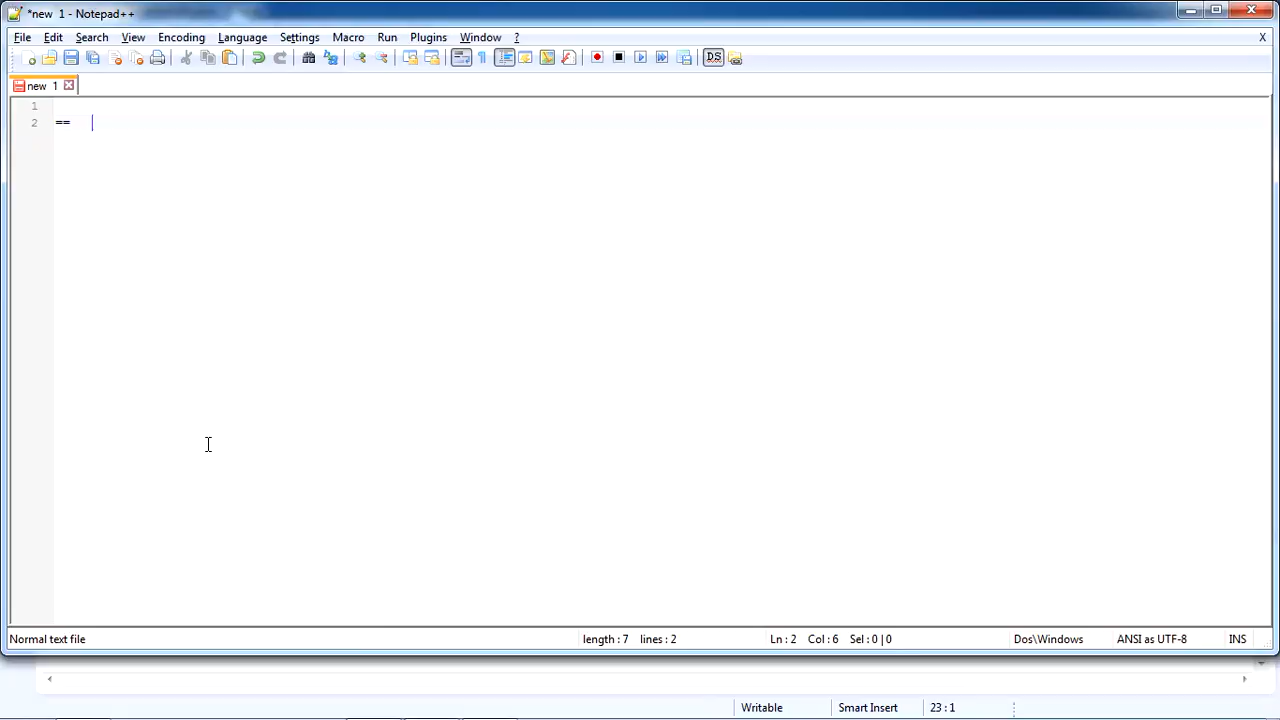 *new 1 - Notepad++
File Edit Search View Encoding Language Settings Macro Run Plugins Window ? X
DS
new 1
1
2 ==
Normal text file length : 7 lines : 2 Ln : 2 Col : 6 Sel : 0 | 0 Dos\Windows ANSI as UTF-8 INS
Writable Smart Insert 23 : 1